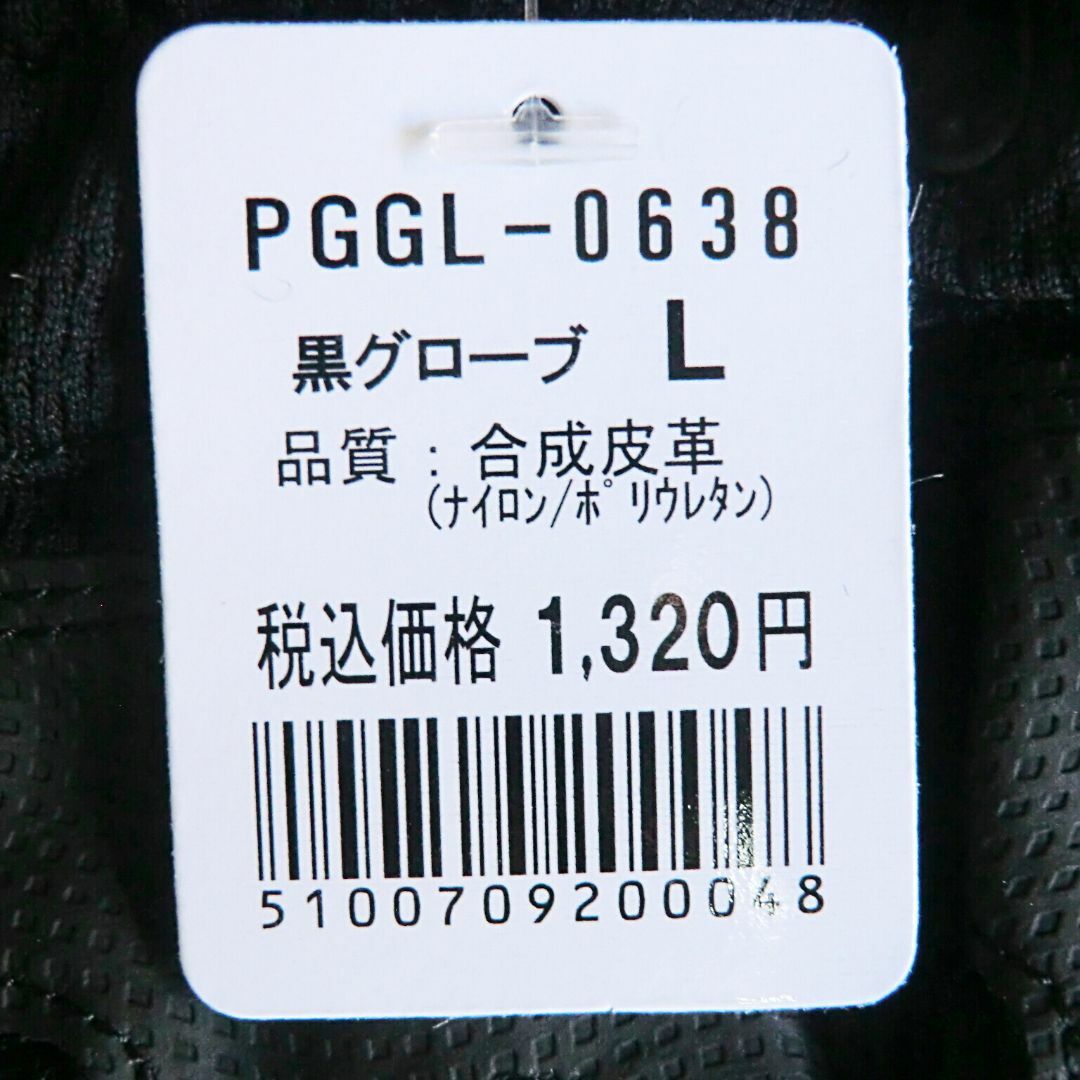 PGGL-0638
黒グローブ L
品質：合成皮革
(ﾅｲﾛﾝ/ﾎﾟﾘｳﾚﾀﾝ)
税込価格 1,320円
5100709200048